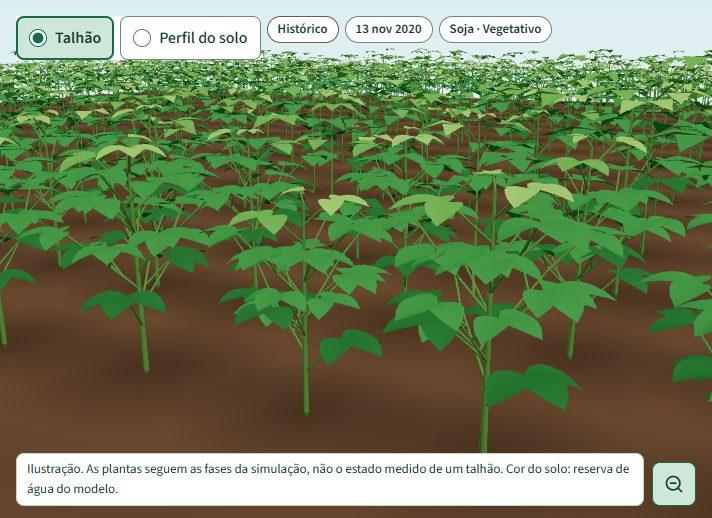 Talhão
Perfil do solo
Histórico
13 nov 2020
Soja · Vegetativo
Ilustração. As plantas seguem as fases da simulação, não o estado medido de um talhão. Cor do solo: reserva de
água do modelo.